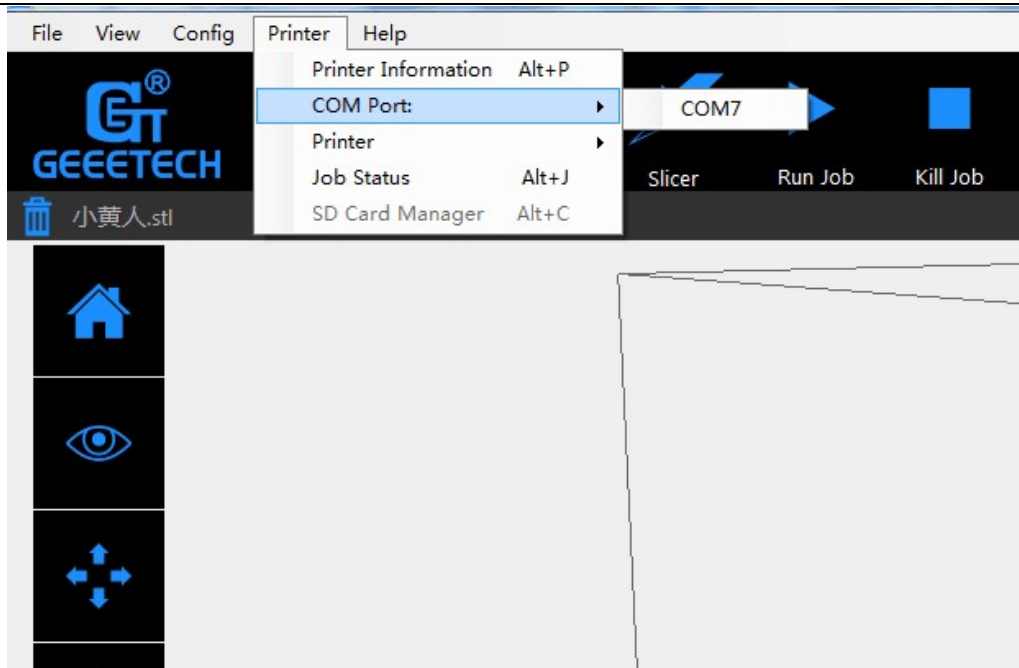 File View Config Printer Help
Printer Information Alt+P
COM Port:
COM7
Printer
Job Status Alt+J
SD Card Manager Alt+C
GT®
GEEETECH
Slicer Run Job Kill Job
小黄人.stl